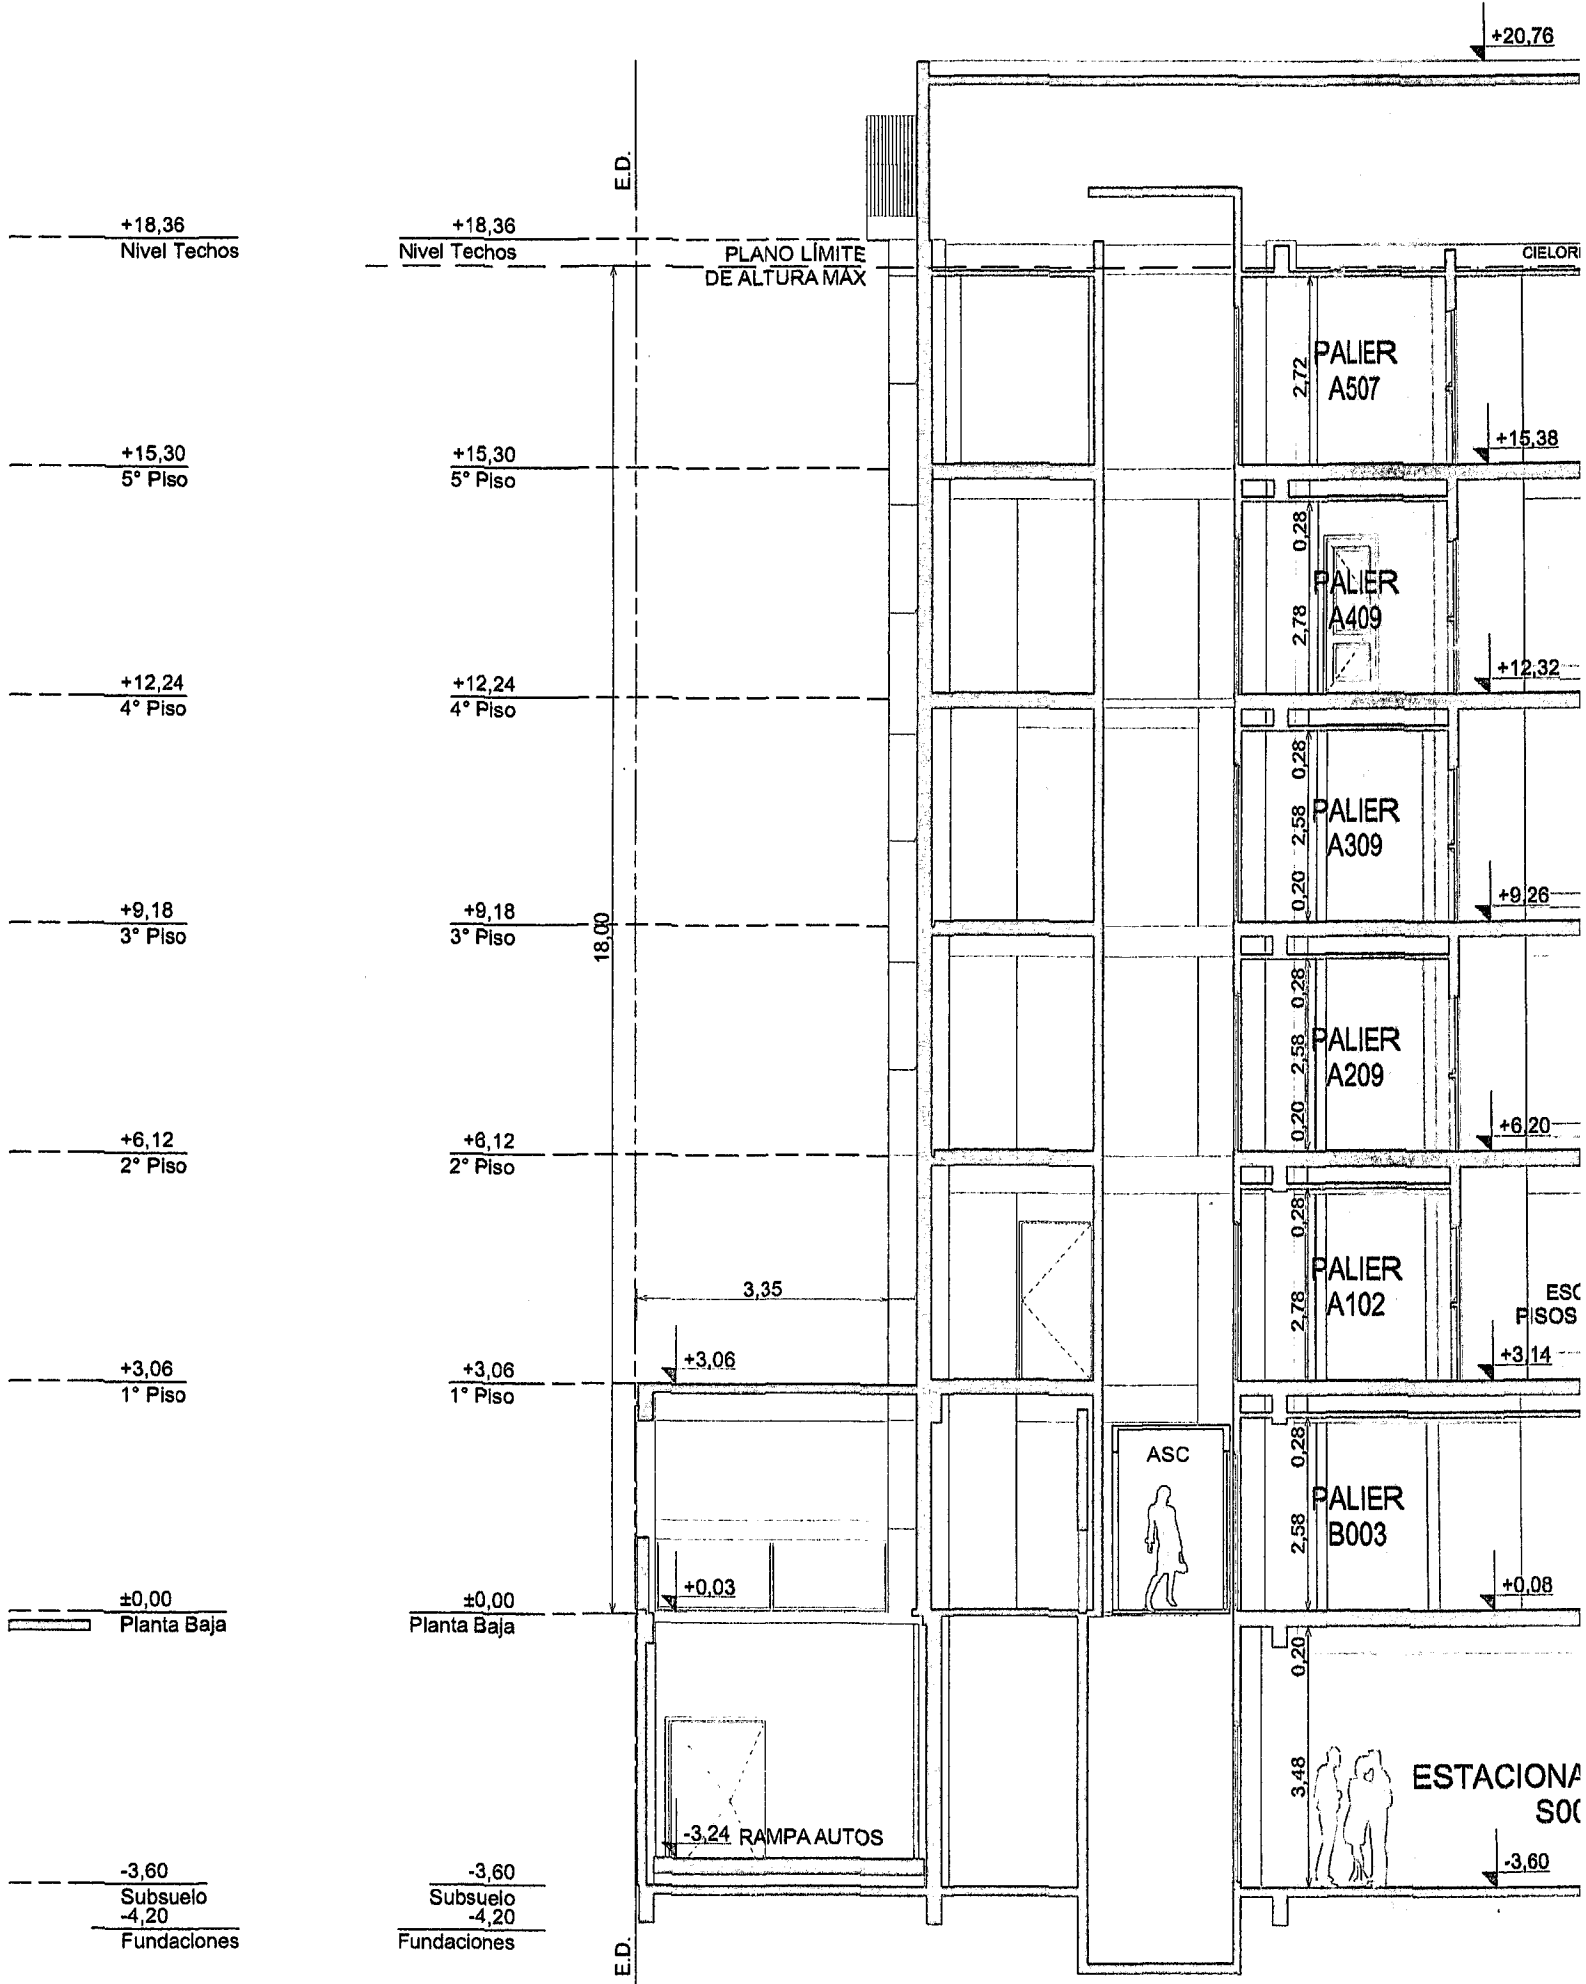 +20,76
E.D.
+18,36
Nivel Techos
+18,36
Nivel Techos
PLANO LÍMITE
DE ALTURA MÁX
CIELOR
2,72
PALIER
A507
+15,38
+15,30
5° Piso
+15,30
5° Piso
0,28
PALIER
A409
2,78
+12,32
+12,24
4° Piso
+12,24
4° Piso
0,28
PALIER
A309
2,58
0,20
+9,26
+9,18
3° Piso
+9,18
3° Piso
18,00
0,28
PALIER
A209
2,58
0,20
+6,20
+6,12
2° Piso
+6,12
2° Piso
0,28
PALIER
A102
2,78
3,35
ESC
PISOS
+3,14
+3,06
+3,06
1° Piso
+3,06
1° Piso
0,28
ASC
PALIER
B003
2,58
+0,08
+0,03
±0,00
Planta Baja
±0,00
Planta Baja
0,20
3,48
ESTACIONA
S00
-3,24 RAMPA AUTOS
-3,60
-3,60
Subsuelo
-4,20
Fundaciones
-3,60
Subsuelo
-4,20
Fundaciones
E.D.